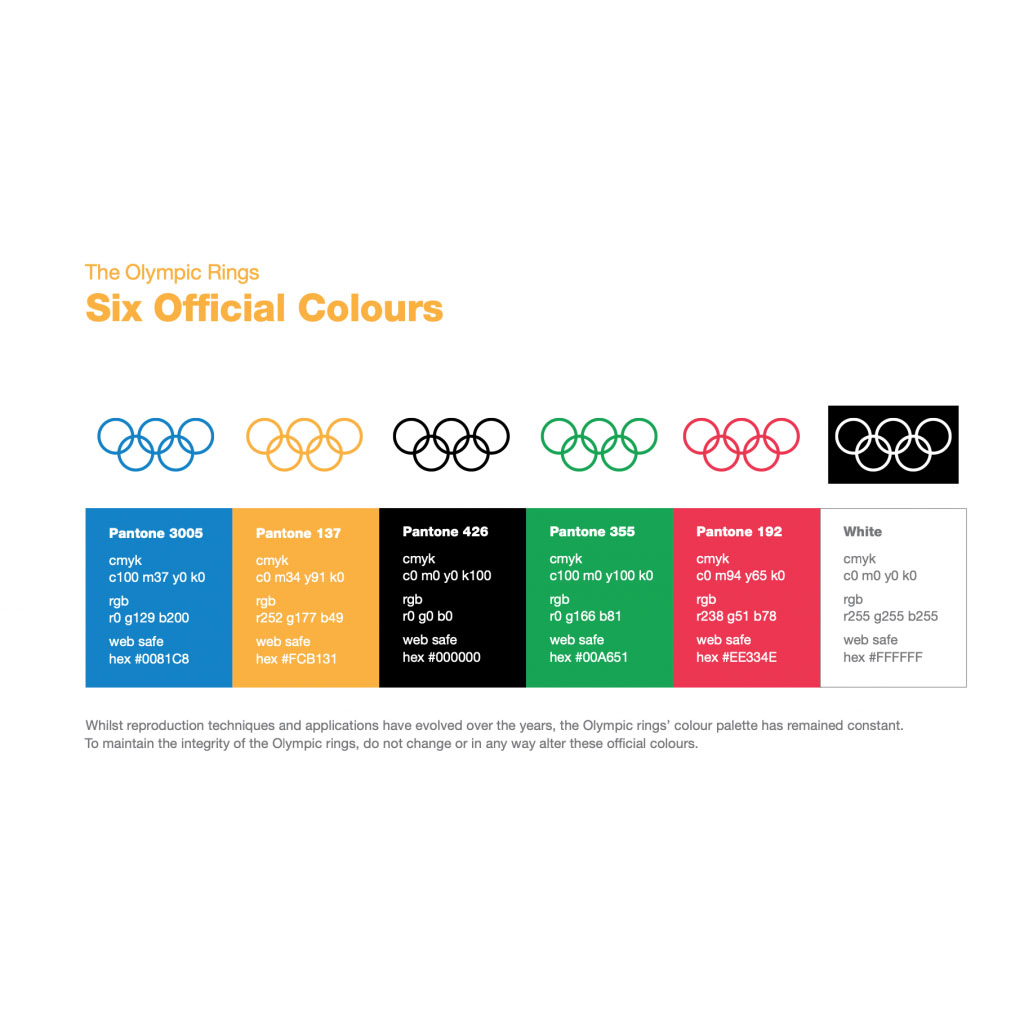 The Olympic Rings
Six Official Colours
Pantone 3005
cmyk
c100 m37 y0 k0
rgb
r0 g129 b200
web safe
hex #0081C8
Pantone 137
cmyk
c0 m34 y91 k0
rgb
r252 g177 b49
web safe
hex #FCB131
Pantone 426
cmyk
c0 m0 y0 k100
rgb
r0 g0 b0
web safe
hex #000000
Pantone 355
cmyk
c100 m0 y100 k0
rgb
r0 g166 b81
web safe
hex #00A651
Pantone 192
cmyk
c0 m94 y65 k0
rgb
r238 g51 b78
web safe
hex #EE334E
White
cmyk
c0 m0 y0 k0
rgb
r255 g255 b255
web safe
hex #FFFFFF
Whilst reproduction techniques and applications have evolved over the years, the Olympic rings’ colour palette has remained constant.
To maintain the integrity of the Olympic rings, do not change or in any way alter these official colours.